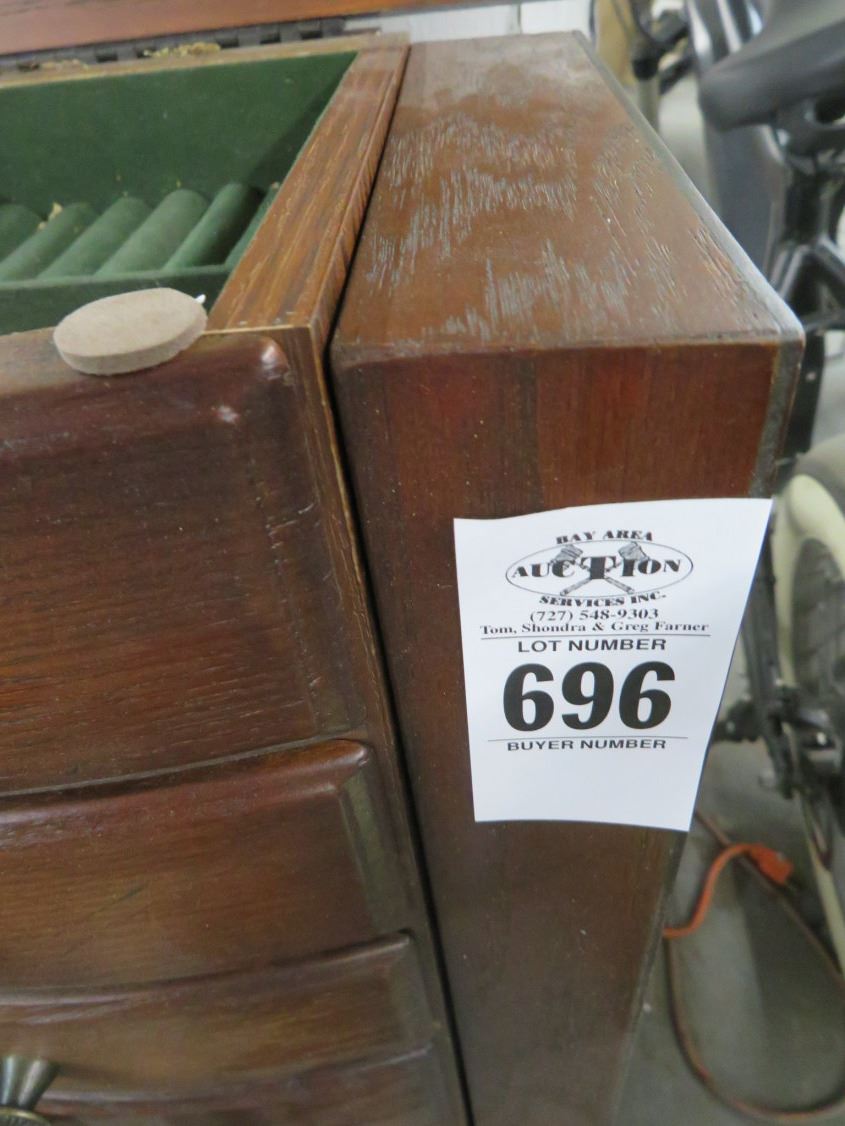 BAY AREA
AUCTION
SERVICES INC.
(727) 548-9303
Tom, Shondra & Greg Farner
LOT NUMBER
696
BUYER NUMBER